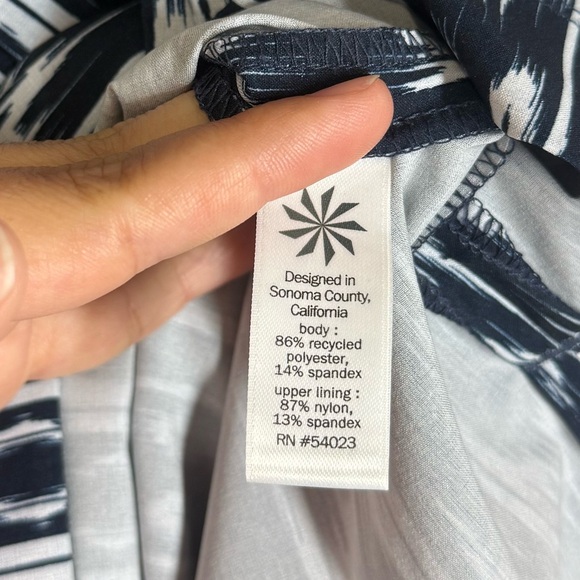 Designed in
Sonoma County,
California
body :
86% recycled
polyester,
14% spandex
upper lining :
87% nylon,
13% spandex
RN #54023